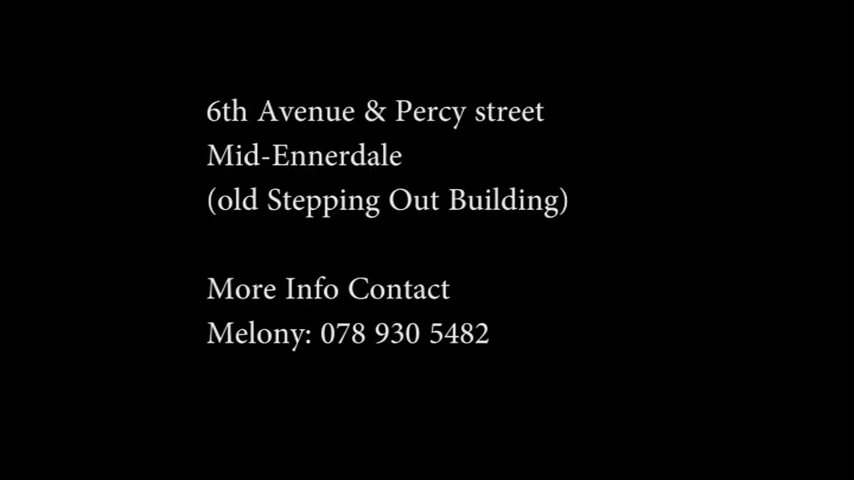 6th Avenue & Percy street
Mid-Ennerdale
(old Stepping Out Building)
More Info Contact
Melony: 078 930 5482